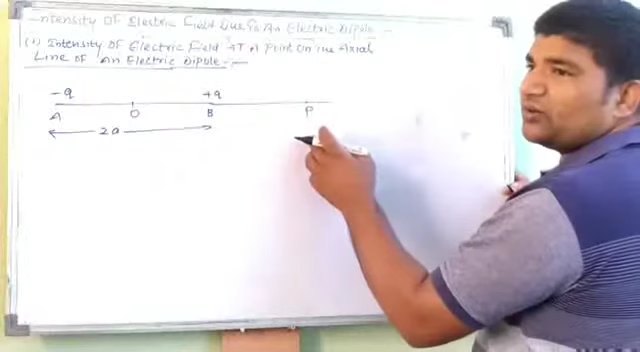 Intensity OF Electric Field Due To An Electric Dipole :-
(i) Intensity OF Electric Field AT A Point On The Axial
Line OF An Electric Dipole :-
-q +q
A O B P
2a